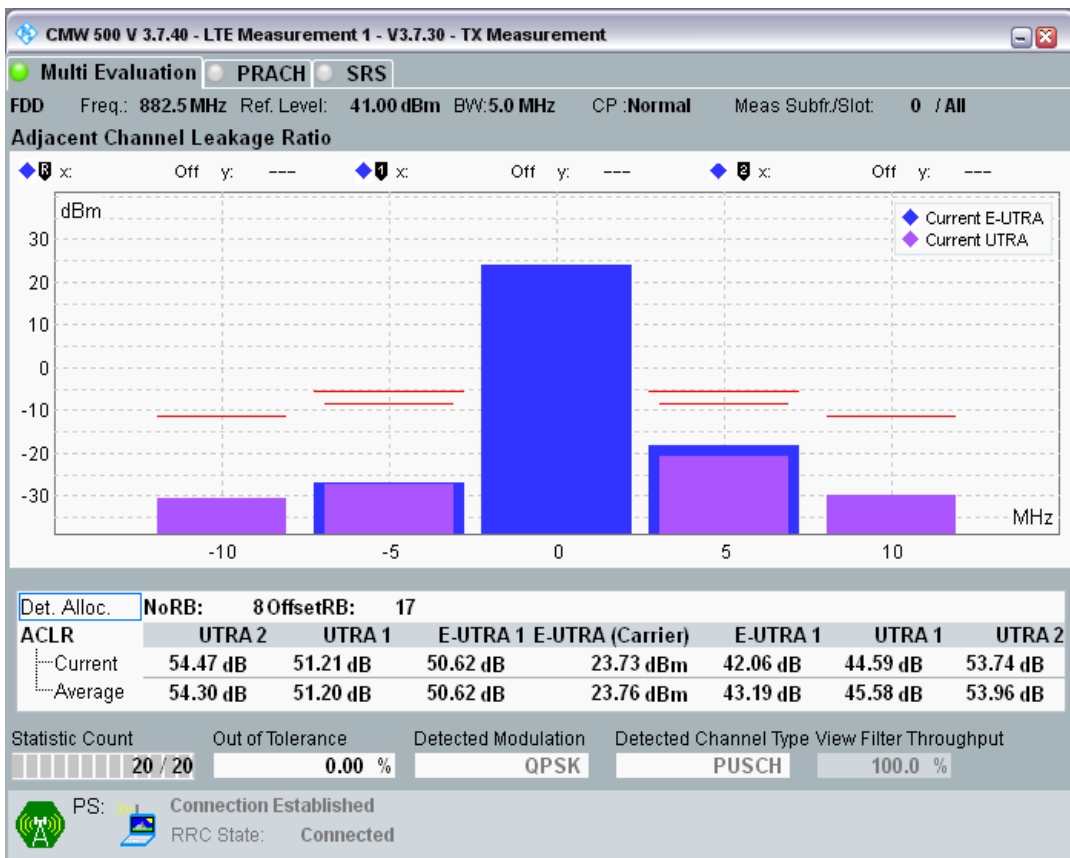 CMW 500 V 3.7.40 - LTE Measurement 1 - V3.7.30 - TX Measurement
Multi Evaluation PRACH SRS
FDD Freq.: 882.5 MHz Ref. Level: 41.00 dBm BW:5.0 MHz CP :Normal Meas Subfr./Slot: 0 / All
Adjacent Channel Leakage Ratio
R x: Off y: --- 1 x: Off y: --- 2 x: Off y: ---
dBm
Current E-UTRA
Current UTRA
30
20
10
0
-10
-20
-30
MHz
-10 -5 0 5 10
Det. Alloc. NoRB: 8 OffsetRB: 17
ACLR UTRA 2 UTRA 1 E-UTRA 1 E-UTRA (Carrier) E-UTRA 1 UTRA 1 UTRA 2
Current 54.47 dB 51.21 dB 50.62 dB 23.73 dBm 42.06 dB 44.59 dB 53.74 dB
Average 54.30 dB 51.20 dB 50.62 dB 23.76 dBm 43.19 dB 45.58 dB 53.96 dB
Statistic Count Out of Tolerance Detected Modulation Detected Channel Type View Filter Throughput
20 / 20 0.00 % QPSK PUSCH 100.0 %
PS: Connection Established
RRC State: Connected